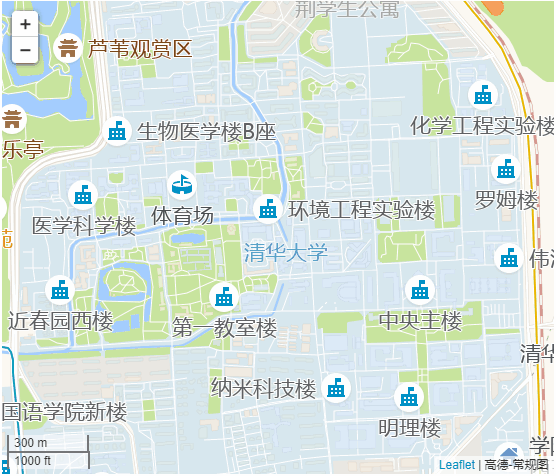 荆学生公寓
+
−
芦苇观赏区
化学工程实验楼
生物医学楼B座
乐亭
罗姆楼
医学科学楼
体育场
环境工程实验楼
苑
清华大学
伟清
近春园西楼
第一教室楼
中央主楼
清华
纳米科技楼
国语学院新楼
明理楼
300 m
1000 ft
学
Leaflet | 高德-常规图